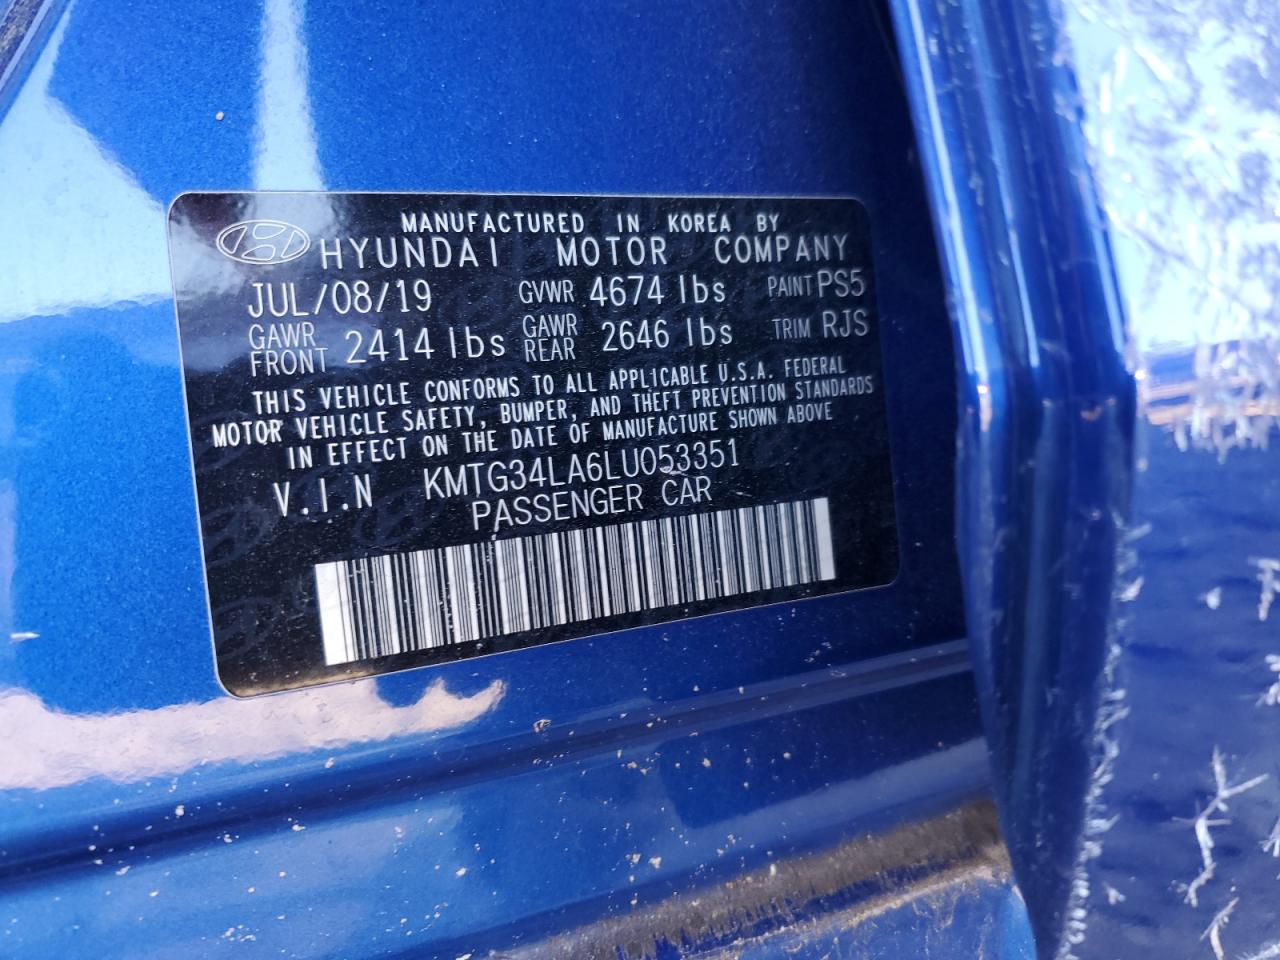 MANUFACTURED IN KOREA BY
HYUNDAI MOTOR COMPANY
JUL/08/19 GVWR 4674 lbs PAINT PS5
GAWR FRONT 2414 lbs GAWR REAR 2646 lbs TRIM RJS
THIS VEHICLE CONFORMS TO ALL APPLICABLE U.S.A. FEDERAL
MOTOR VEHICLE SAFETY, BUMPER, AND THEFT PREVENTION STANDARDS
IN EFFECT ON THE DATE OF MANUFACTURE SHOWN ABOVE
V.I.N KMTG34LA6LU053351
PASSENGER CAR